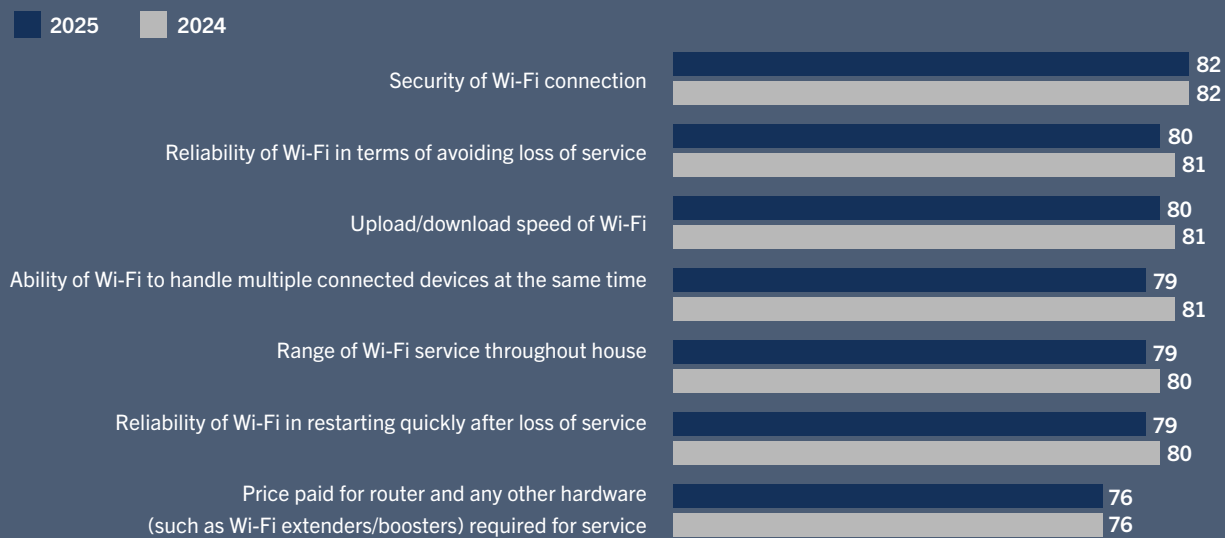 2025 2024
Security of Wi-Fi connection
82
82
Reliability of Wi-Fi in terms of avoiding loss of service
80
81
Upload/download speed of Wi-Fi
80
81
Ability of Wi-Fi to handle multiple connected devices at the same time
79
81
Range of Wi-Fi service throughout house
79
80
Reliability of Wi-Fi in restarting quickly after loss of service
79
80
Price paid for router and any other hardware
(such as Wi-Fi extenders/boosters) required for service
76
76